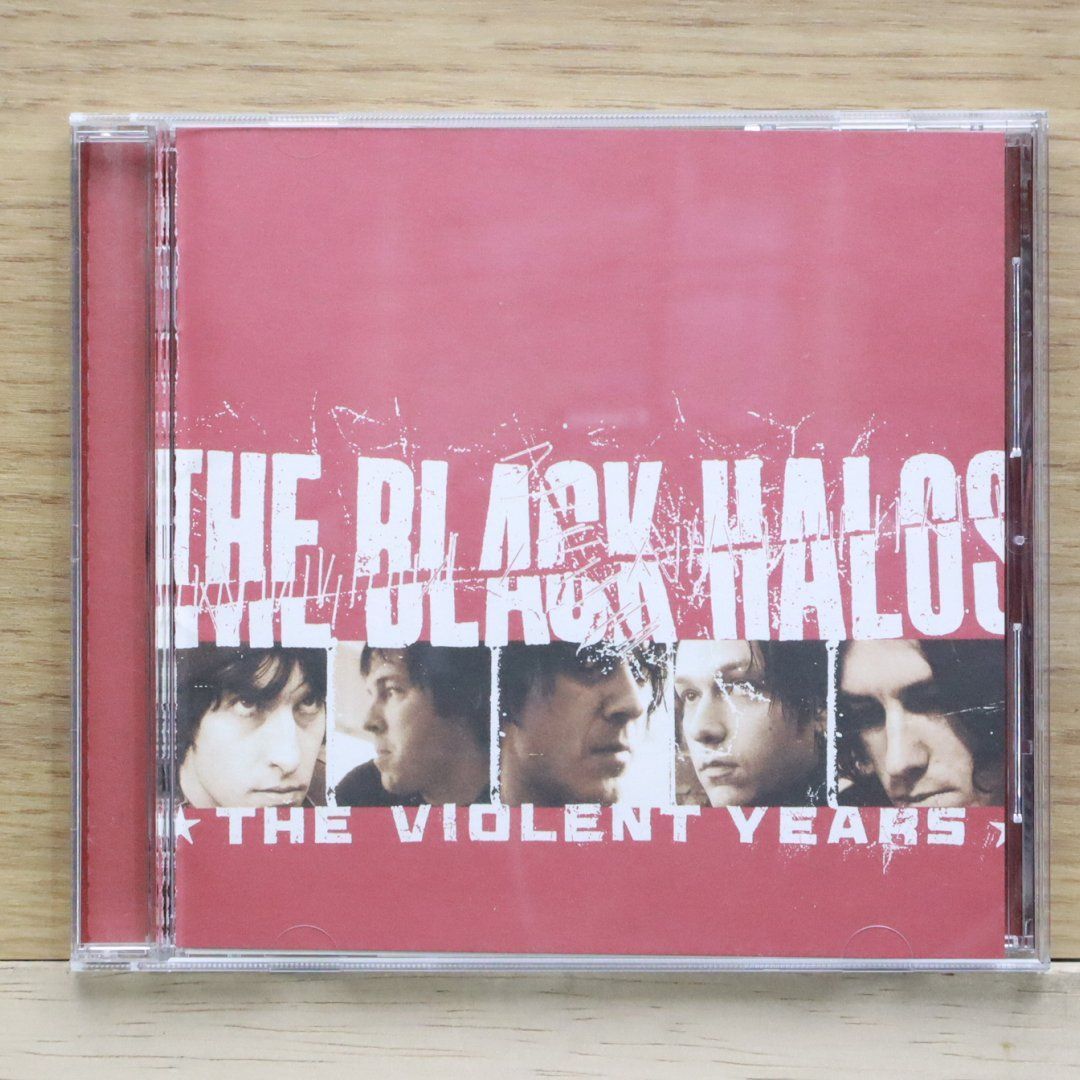 THE BLACK HALOS
★ THE VIOLENT YEARS ★